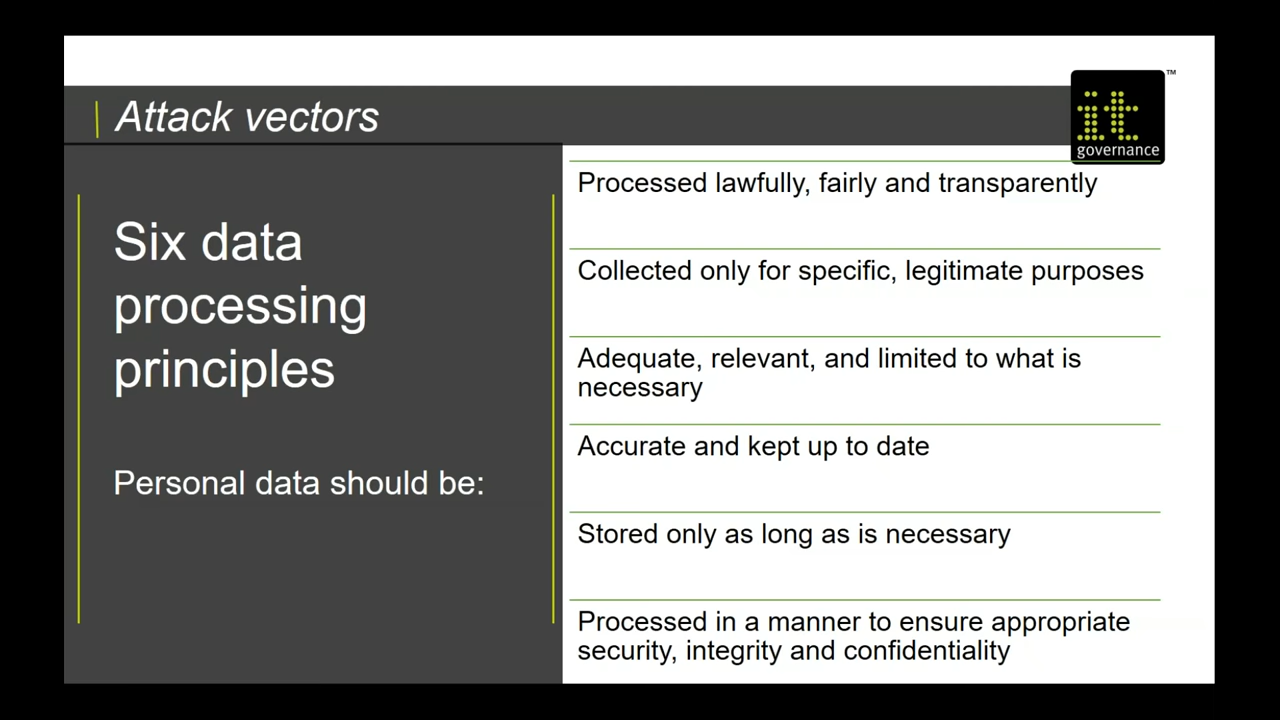 Attack vectors
™
it
governance
Six data
processing
principles
Personal data should be:
Processed lawfully, fairly and transparently
Collected only for specific, legitimate purposes
Adequate, relevant, and limited to what is
necessary
Accurate and kept up to date
Stored only as long as is necessary
Processed in a manner to ensure appropriate
security, integrity and confidentiality